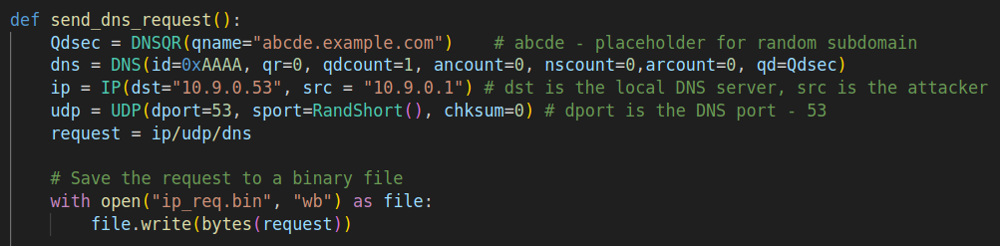 def send_dns_request():
    Qdsec = DNSQR(qname="abcde.example.com")    # abcde - placeholder for random subdomain
    dns = DNS(id=0xAAAA, qr=0, qdcount=1, ancount=0, nscount=0,arcount=0, qd=Qdsec)
    ip = IP(dst="10.9.0.53", src = "10.9.0.1") # dst is the local DNS server, src is the attacker
    udp = UDP(dport=53, sport=RandShort(), chksum=0) # dport is the DNS port - 53
    request = ip/udp/dns

    # Save the request to a binary file
    with open("ip_req.bin", "wb") as file:
        file.write(bytes(request))